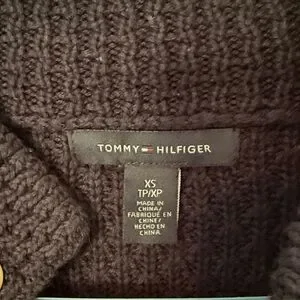 TOMMY HILFIGER
XS
TP/XP
MADE IN
CHINA/
FABRIQUÉ EN
CHINE/
HECHO EN
CHINA